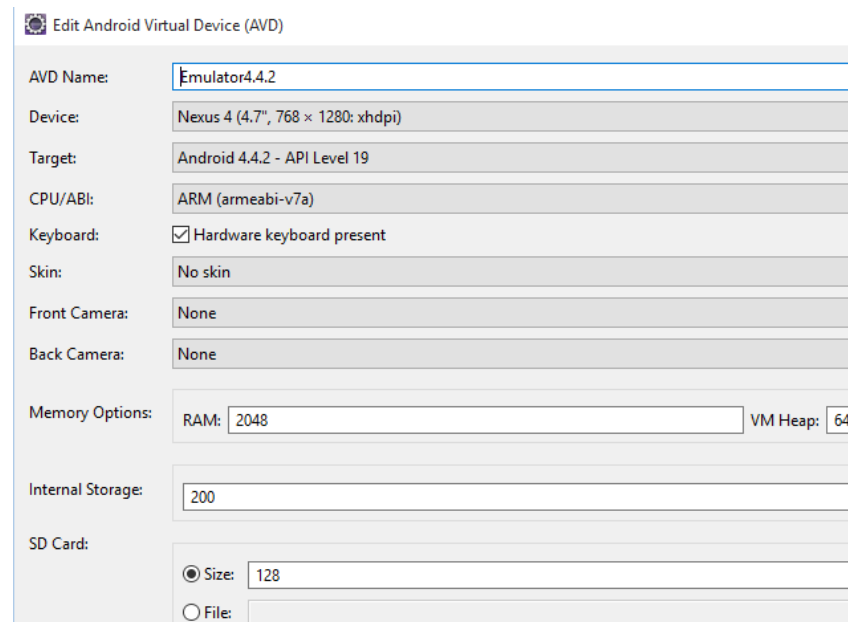 Edit Android Virtual Device (AVD)
AVD Name: Emulator4.4.2
Device: Nexus 4 (4.7", 768 × 1280: xhdpi)
Target: Android 4.4.2 - API Level 19
CPU/ABI: ARM (armeabi-v7a)
Keyboard: Hardware keyboard present
Skin: No skin
Front Camera: None
Back Camera: None
Memory Options: RAM: 2048 VM Heap: 64
Internal Storage: 200
SD Card:
Size: 128
File: